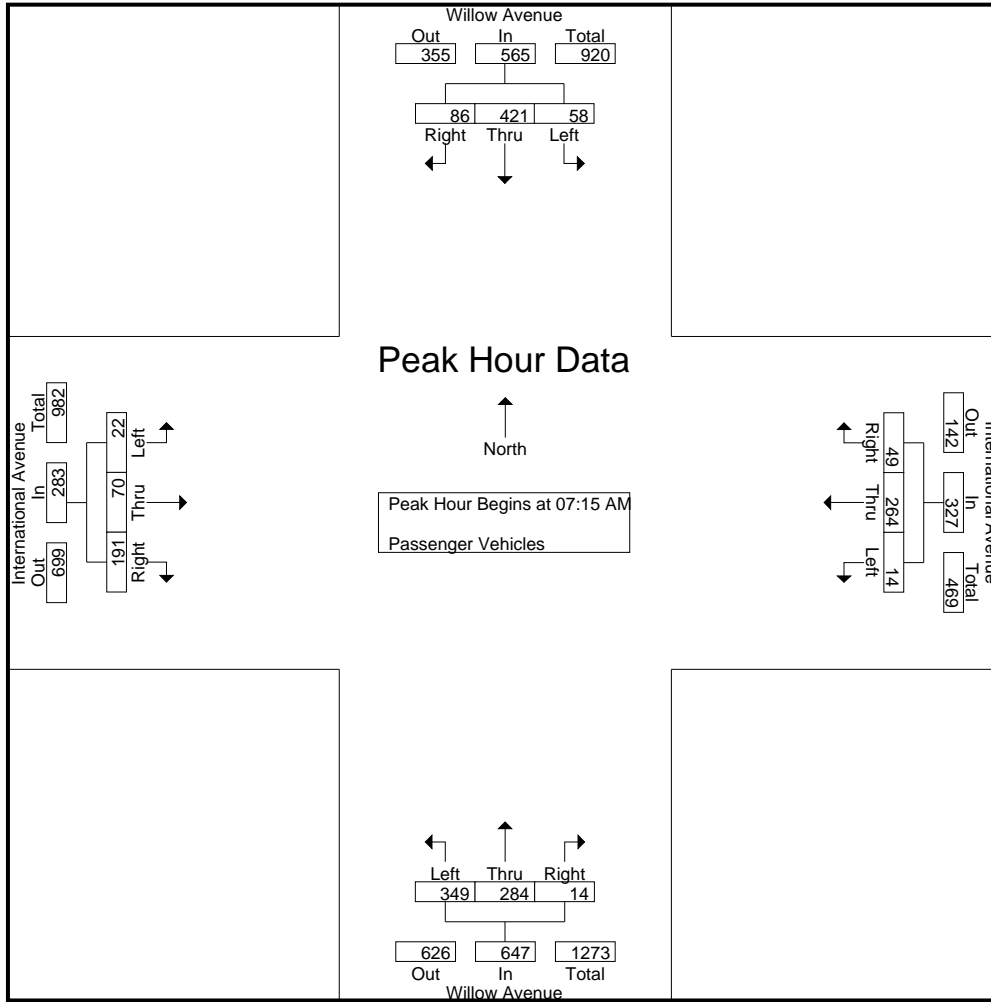 Willow Avenue
Out In Total
355 565 920
86 421 58
Right Thru Left
Peak Hour Data
North
Peak Hour Begins at 07:15 AM
Passenger Vehicles
International Avenue
Out In Total
699 283 982
22 70 191
Left Thru Right
International Avenue
Out In Total
142 327 469
49 264 14
Right Thru Left
Left Thru Right
349 284 14
626 647 1273
Out In Total
Willow Avenue